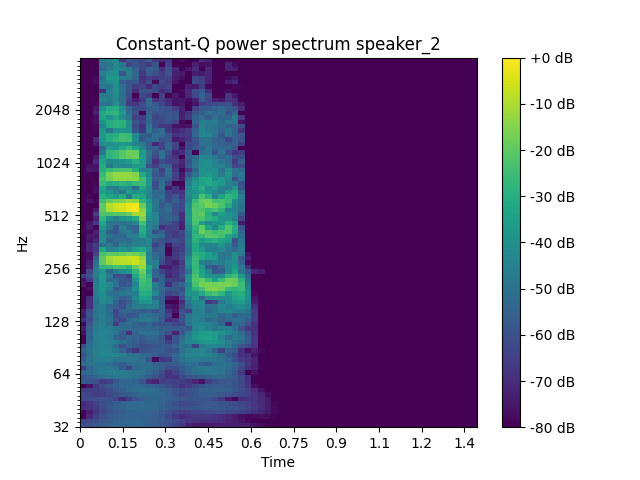 Constant-Q power spectrum speaker_2
Hz
2048
1024
512
256
128
64
32
0 0.15 0.3 0.45 0.6 0.75 0.9 1.1 1.2 1.4
Time
+0 dB
-10 dB
-20 dB
-30 dB
-40 dB
-50 dB
-60 dB
-70 dB
-80 dB